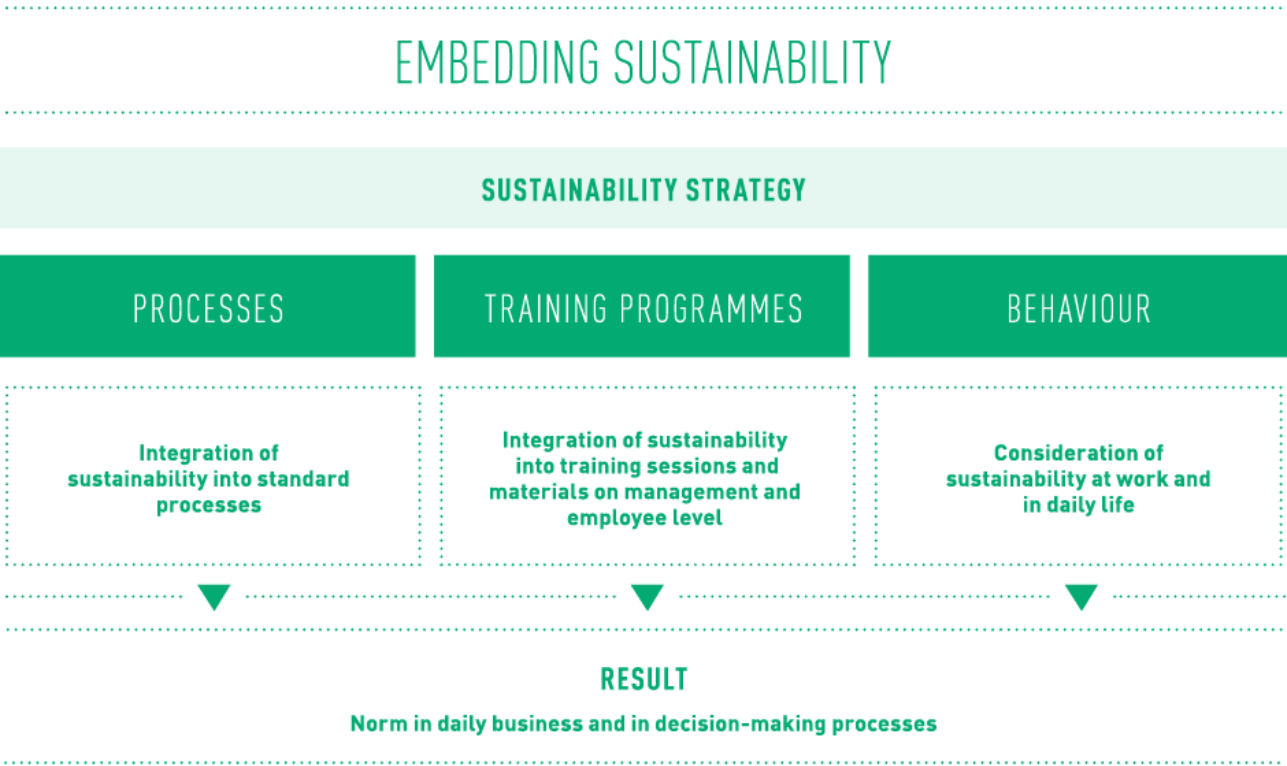 EMBEDDING SUSTAINABILITY
SUSTAINABILITY STRATEGY
PROCESSES
TRAINING PROGRAMMES
BEHAVIOUR
Integration of
sustainability into standard
processes
Integration of sustainability
into training sessions and
materials on management and
employee level
Consideration of
sustainability at work and
in daily life
RESULT
Norm in daily business and in decision-making processes